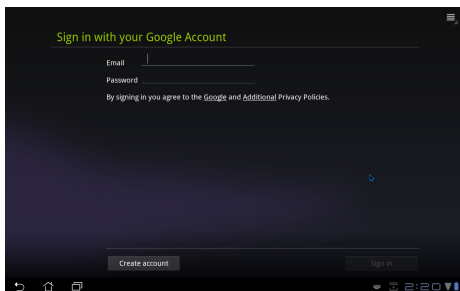 Sign in with your Google Account
Email
Password
By signing in you agree to the Google and Additional Privacy Policies.
Create account
Sign in
2:20